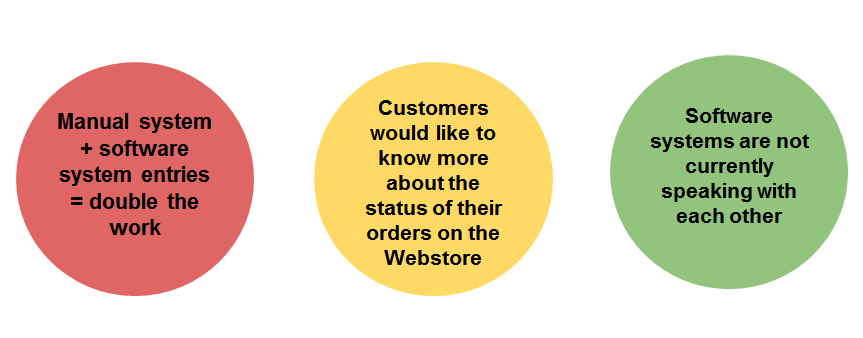 Manual system
+ software
system entries
= double the
work
Customers
would like to
know more
about the
status of their
orders on the
Webstore
Software
systems are not
currently
speaking with
each other